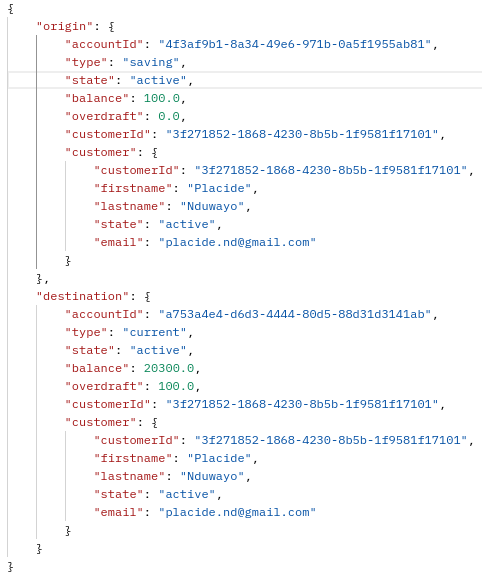 {
"origin": {
"accountId": "4f3af9b1-8a34-49e6-971b-0a5f1955ab81",
"type": "saving",
"state": "active",
"balance": 100.0,
"overdraft": 0.0,
"customerId": "3f271852-1868-4230-8b5b-1f9581f17101",
"customer": {
"customerId": "3f271852-1868-4230-8b5b-1f9581f17101",
"firstname": "Placide",
"lastname": "Nduwayo",
"state": "active",
"email": "placide.nd@gmail.com"
}
},
"destination": {
"accountId": "a753a4e4-d6d3-4444-80d5-88d31d3141ab",
"type": "current",
"state": "active",
"balance": 20300.0,
"overdraft": 100.0,
"customerId": "3f271852-1868-4230-8b5b-1f9581f17101",
"customer": {
"customerId": "3f271852-1868-4230-8b5b-1f9581f17101",
"firstname": "Placide",
"lastname": "Nduwayo",
"state": "active",
"email": "placide.nd@gmail.com"
}
}
}